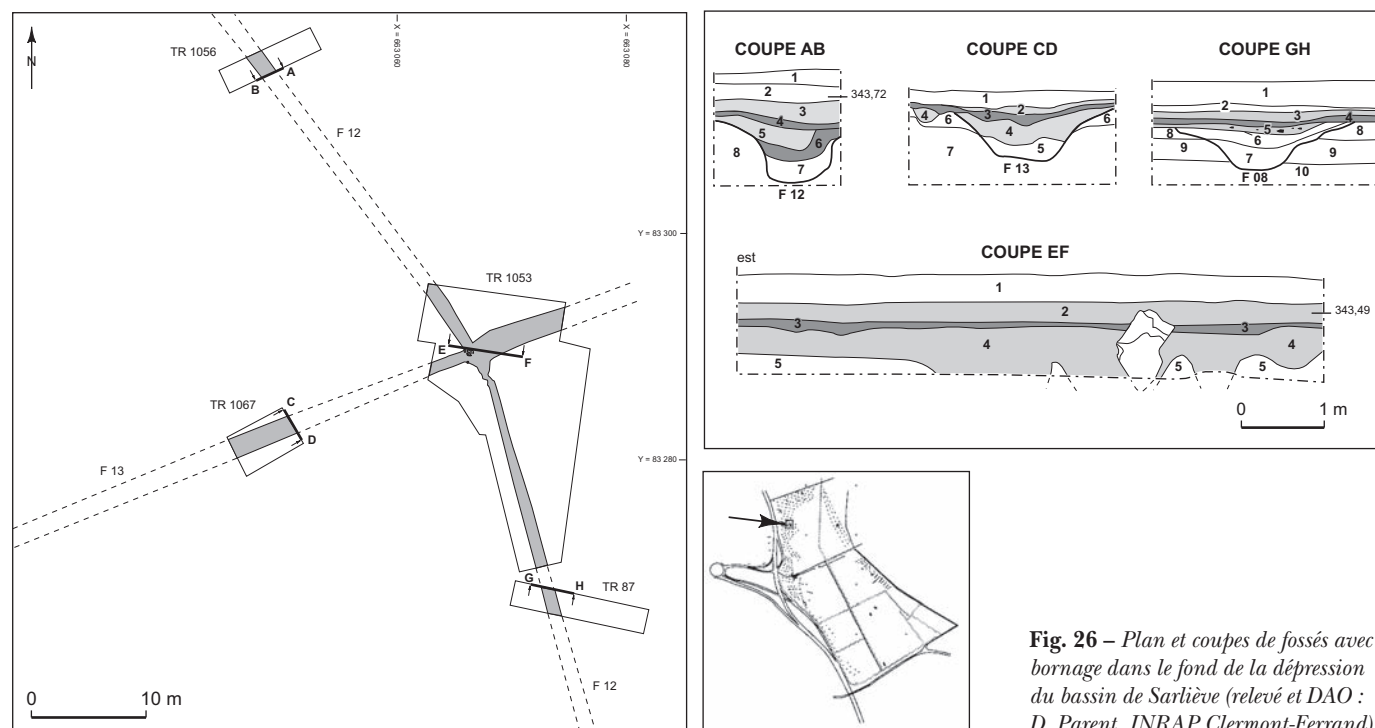 N
TR 1056
A
B
F 12
X = 663 060
X = 663 080
Y = 83 300
TR 1053
E
F
TR 1067
C
D
F 13
Y = 83 280
G
H
TR 87
F 12
0 10 m
COUPE AB
1
2
343,72
3
4
5
6
8
7
F 12
COUPE CD
1
2
3
4
4
6
6
7
5
F 13
COUPE GH
1
2
3
4
5
8
6
8
9
9
7
F 08
10
COUPE EF
est
1
2
343,49
3
3
4
4
5
5
5
0 1 m
Fig. 26 – Plan et coupes de fossés avec
bornage dans le fond de la dépression
du bassin de Sarliève (relevé et DAO :
D. Parent, INRAP Clermont-Ferrand)